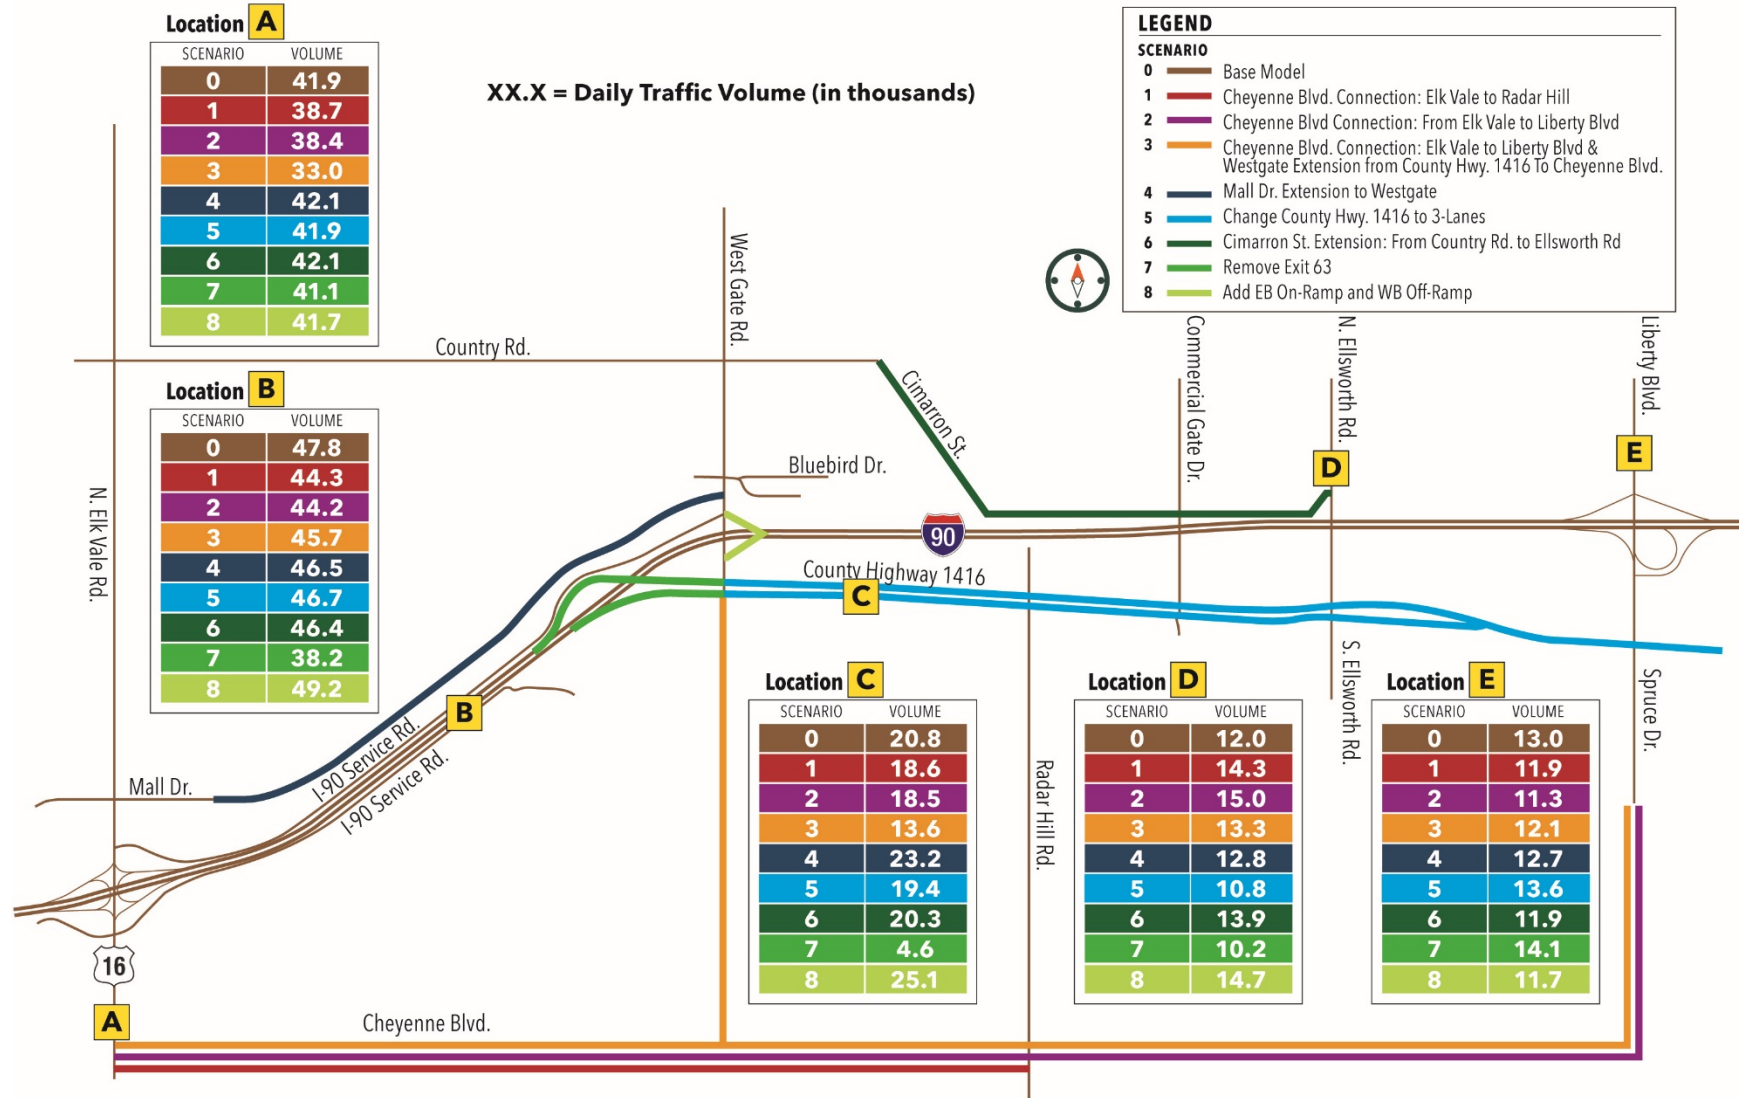 Location A
SCENARIO VOLUME
0 41.9
1 38.7
2 38.4
3 33.0
4 42.1
5 41.9
6 42.1
7 41.1
8 41.7
XX.X = Daily Traffic Volume (in thousands)
LEGEND
SCENARIO
0 Base Model
1 Cheyenne Blvd. Connection: Elk Vale to Radar Hill
2 Cheyenne Blvd Connection: From Elk Vale to Liberty Blvd
3 Cheyenne Blvd. Connection: Elk Vale to Liberty Blvd &
Westgate Extension from County Hwy. 1416 To Cheyenne Blvd.
4 Mall Dr. Extension to Westgate
5 Change County Hwy. 1416 to 3-Lanes
6 Cimarron St. Extension: From Country Rd. to Ellsworth Rd
7 Remove Exit 63
8 Add EB On-Ramp and WB Off-Ramp
West Gate Rd.
Country Rd.
Cimarron St.
Commercial Gate Dr.
N. Ellsworth Rd.
Liberty Blvd.
Location B
SCENARIO VOLUME
0 47.8
1 44.3
2 44.2
3 45.7
4 46.5
5 46.7
6 46.4
7 38.2
8 49.2
N. Elk Vale Rd.
Bluebird Dr.
D
E
90
County Highway 1416
C
B
I-90 Service Rd.
I-90 Service Rd.
Mall Dr.
S. Ellsworth Rd.
Spruce Dr.
Radar Hill Rd.
Location C
SCENARIO VOLUME
0 20.8
1 18.6
2 18.5
3 13.6
4 23.2
5 19.4
6 20.3
7 4.6
8 25.1
Location D
SCENARIO VOLUME
0 12.0
1 14.3
2 15.0
3 13.3
4 12.8
5 10.8
6 13.9
7 10.2
8 14.7
Location E
SCENARIO VOLUME
0 13.0
1 11.9
2 11.3
3 12.1
4 12.7
5 13.6
6 11.9
7 14.1
8 11.7
16
A
Cheyenne Blvd.